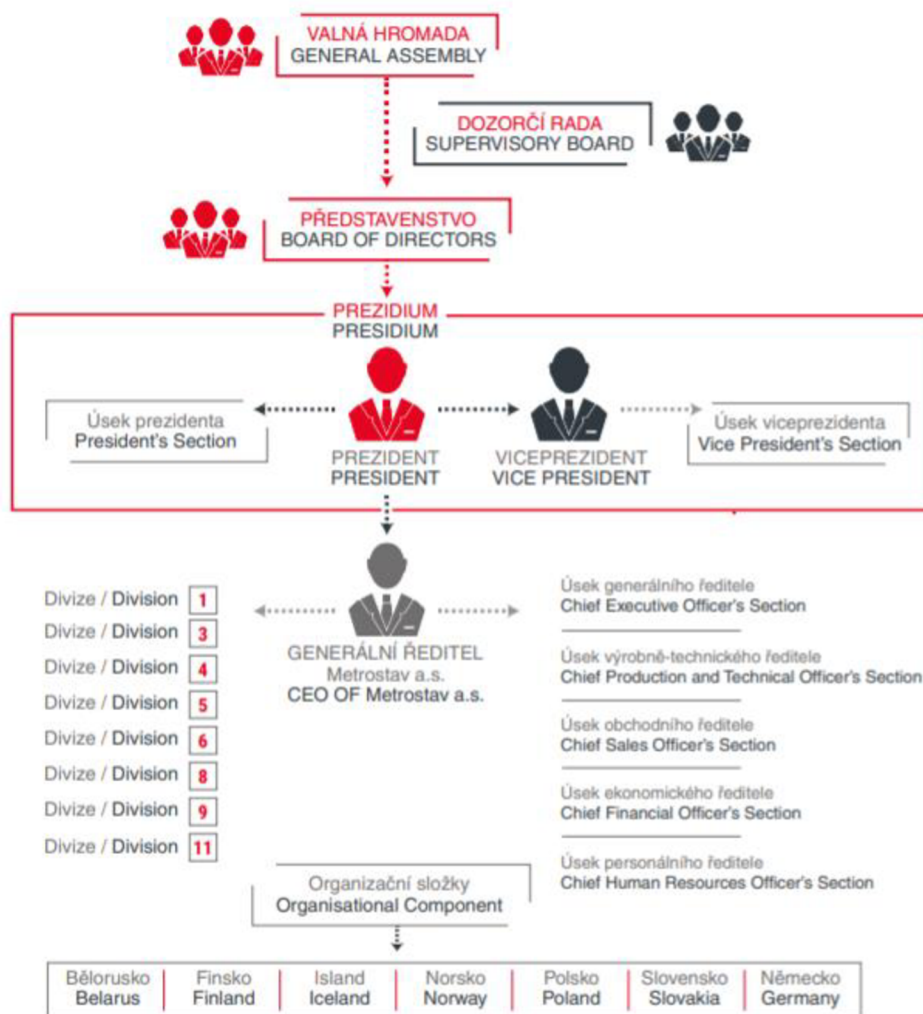 VALNÁ HROMADA
GENERAL ASSEMBLY
DOZORČÍ RADA
SUPERVISORY BOARD
PŘEDSTAVENSTVO
BOARD OF DIRECTORS
PREZIDIUM
PRESIDIUM
Úsek prezidenta
President's Section
PREZIDENT
PRESIDENT
VICEPREZIDENT
VICE PRESIDENT
Úsek viceprezidenta
Vice President's Section
Divize / Division 1
Divize / Division 3
Divize / Division 4
Divize / Division 5
Divize / Division 6
Divize / Division 8
Divize / Division 9
Divize / Division 11
GENERÁLNÍ ŘEDITEL
Metrostav a.s.
CEO OF Metrostav a.s.
Úsek generálního ředitele
Chief Executive Officer's Section
Úsek výrobně-technického ředitele
Chief Production and Technical Officer's Section
Úsek obchodního ředitele
Chief Sales Officer's Section
Úsek ekonomického ředitele
Chief Financial Officer's Section
Úsek personálního ředitele
Chief Human Resources Officer's Section
Organizační složky
Organisational Component
Bělorusko
Belarus
Finsko
Finland
Island
Iceland
Norsko
Norway
Polsko
Poland
Slovensko
Slovakia
Německo
Germany